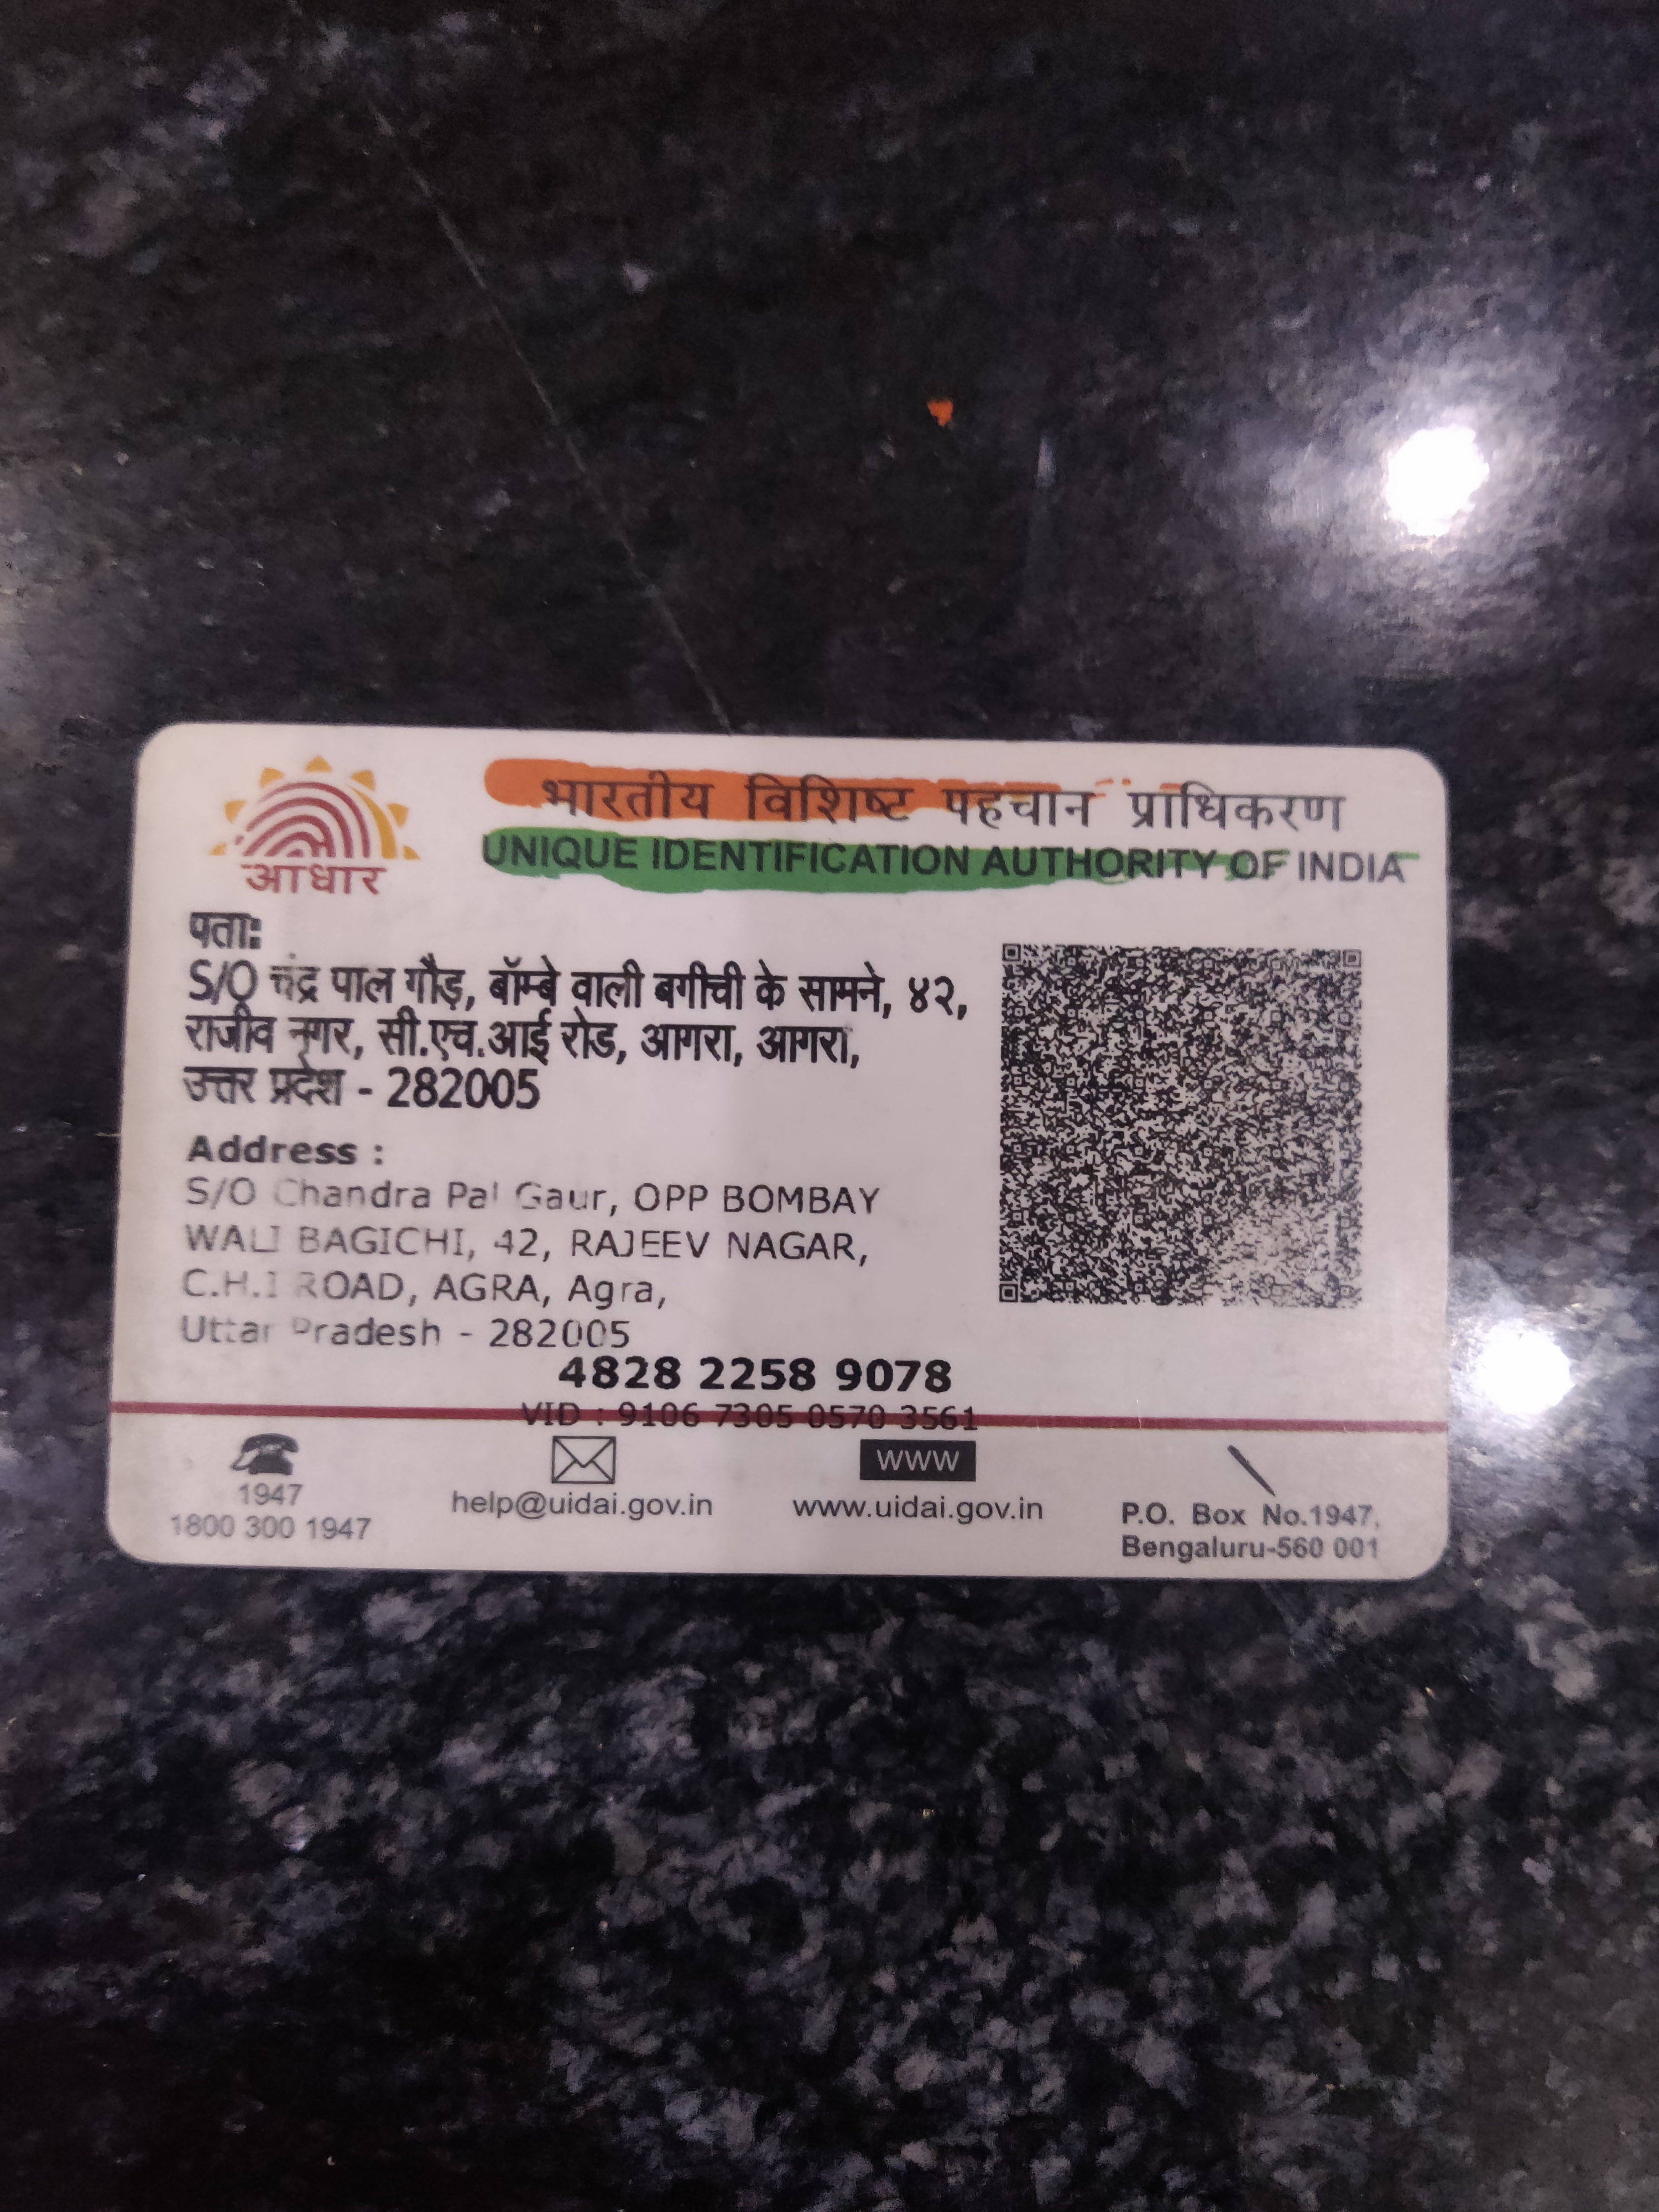 आधार
भारतीय विशिष्ट पहचान प्राधिकरण
UNIQUE IDENTIFICATION AUTHORITY OF INDIA
पताः
S/O चंद्र पाल गौड़, बॉम्बे वाली बगीची के सामने, ४२,
राजीव नगर, सी.एच.आई रोड, आगरा, आगरा,
उत्तर प्रदेश - 282005
Address :
S/O Chandra Pal Gaur, OPP BOMBAY
WALI BAGICHI, 42, RAJEEV NAGAR,
C.H.I ROAD, AGRA, Agra,
Uttar Pradesh - 282005
4828 2258 9078
VID : 9106 7305 0570 3561
1947
1800 300 1947
help@uidai.gov.in
www
www.uidai.gov.in
P.O. Box No.1947,
Bengaluru-560 001